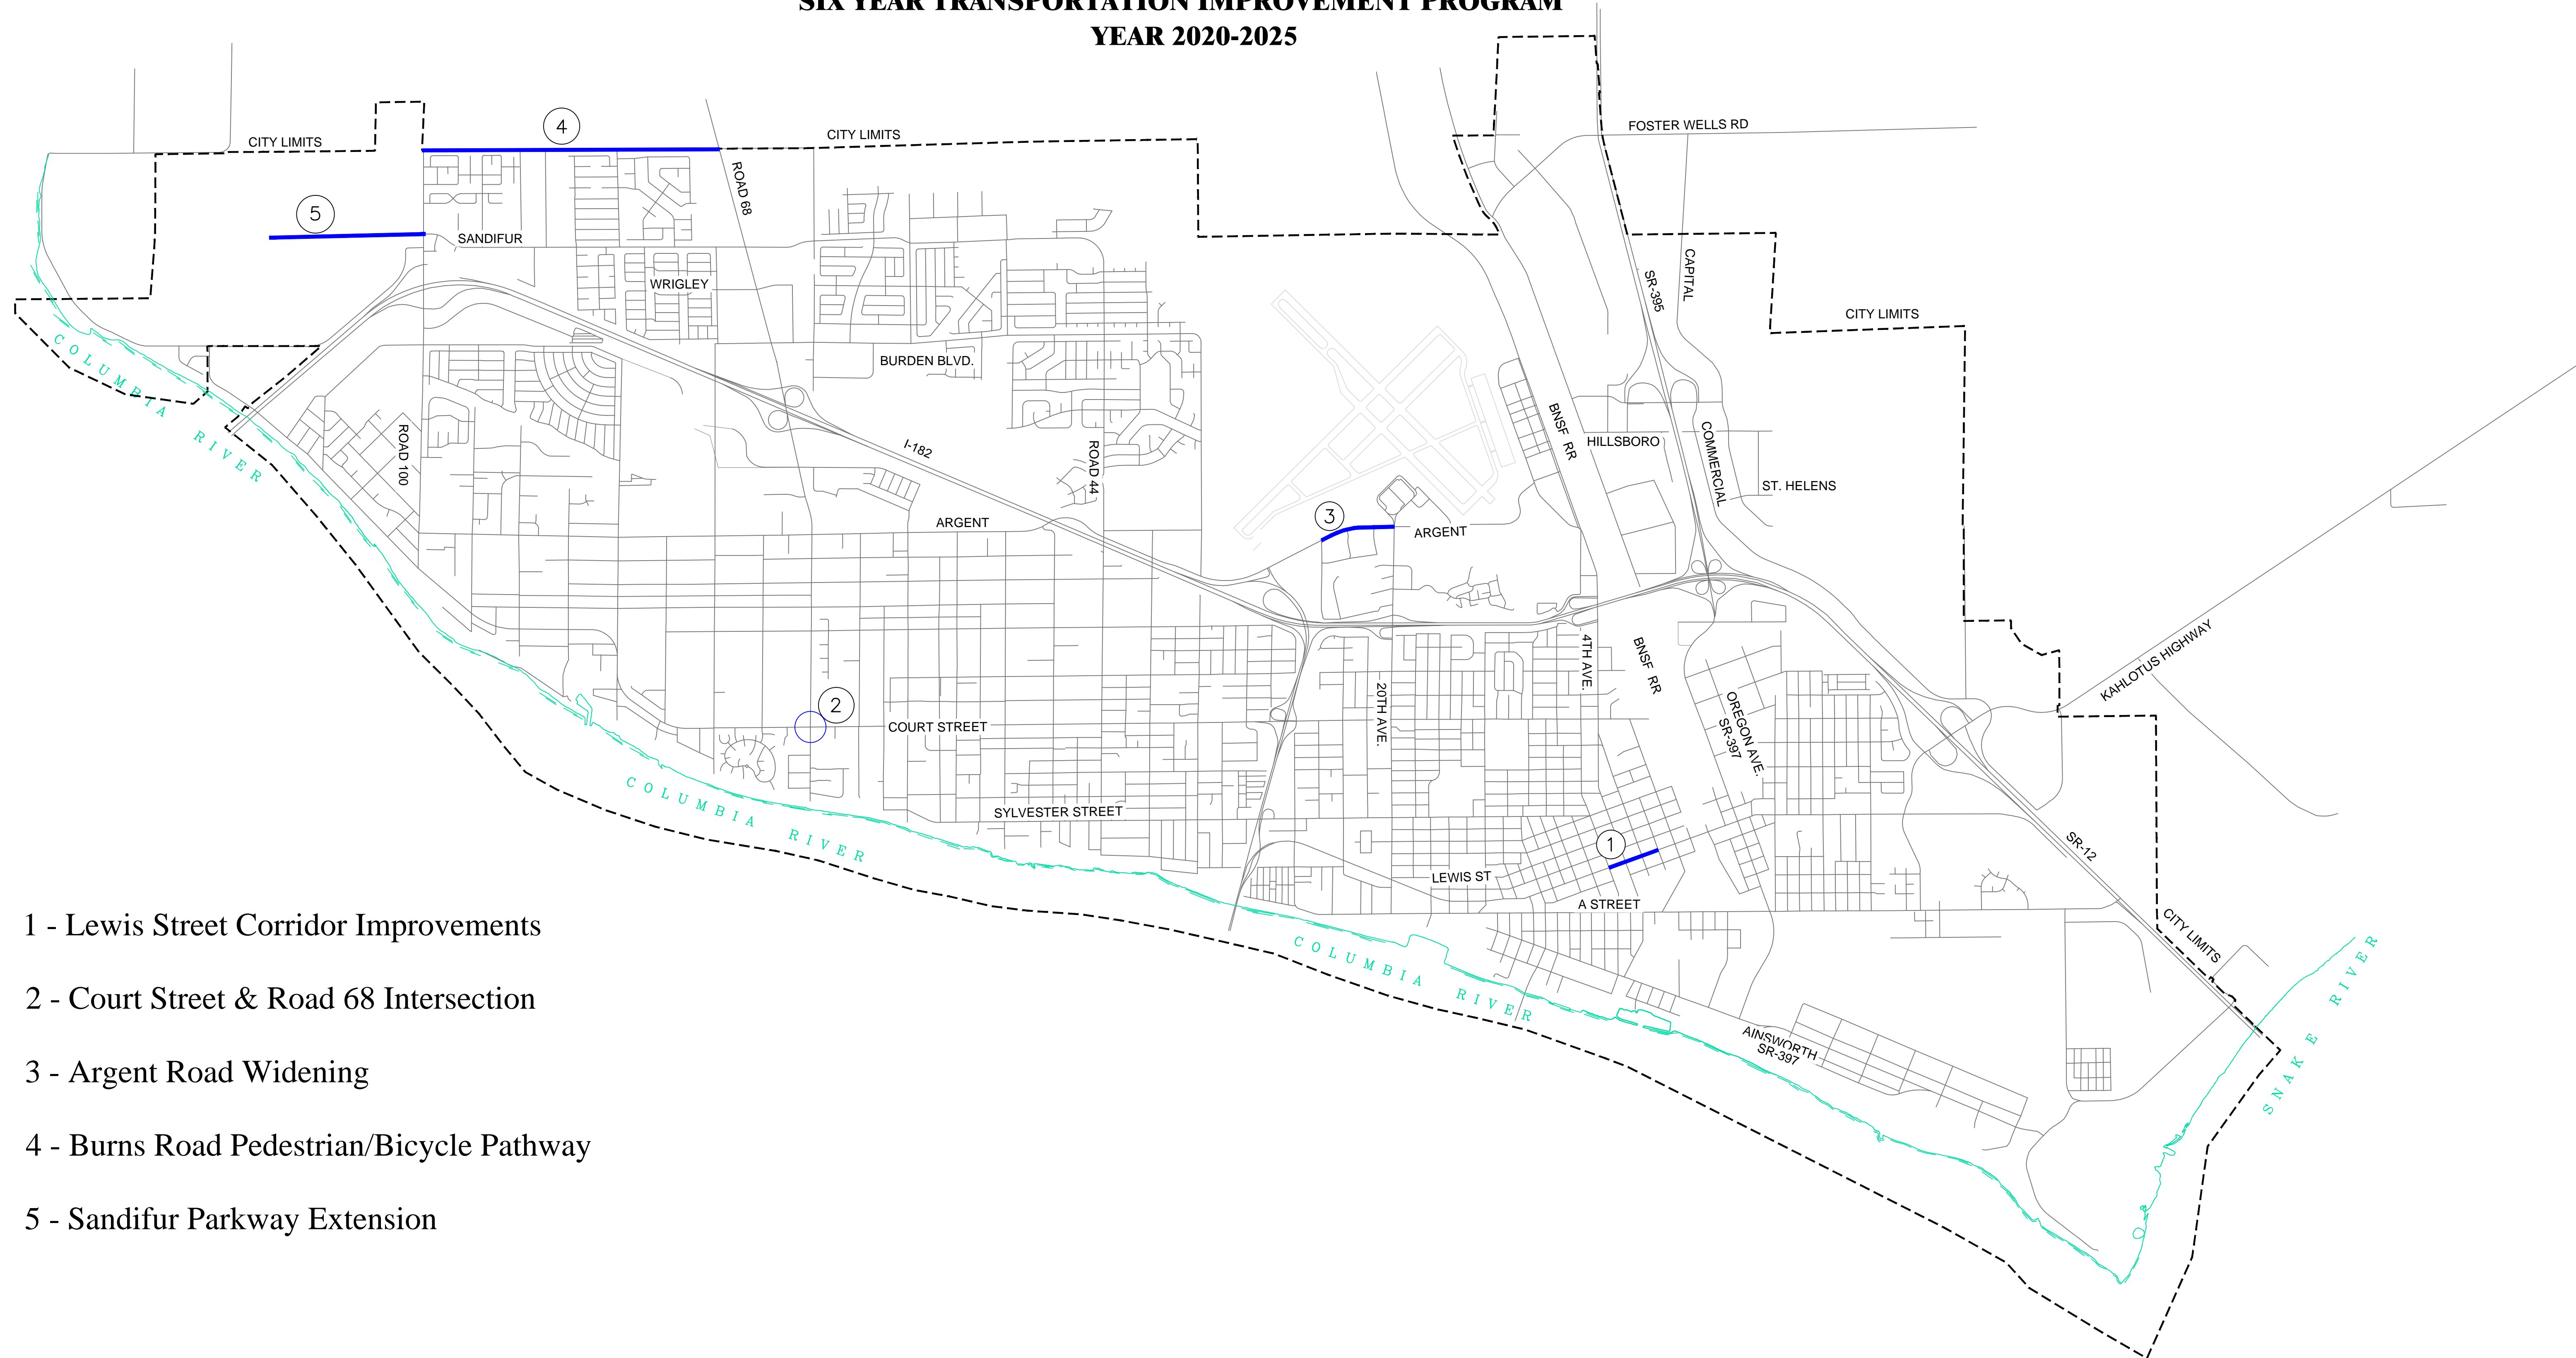 SIX YEAR TRANSPORTATION IMPROVEMENT PROGRAM
YEAR 2020-2025
FOSTER WELLS RD
4
CITY LIMITS
CITY LIMITS
ROAD 68
5
SANDIFUR
WRIGLEY
SR-395
CAPITAL
CITY LIMITS
COLUMBIA RIVER
BURDEN BLVD.
ROAD 100
I-182
ROAD 44
BNSF RR
HILLSBORO
COMMERCIAL
ST. HELENS
3
ARGENT
ARGENT
4TH AVE.
BNSF RR
KAHLOTUS HIGHWAY
20TH AVE.
OREGON AVE.
SR-397
2
COURT STREET
COLUMBIA RIVER
SYLVESTER STREET
1
SR-12
LEWIS ST
A STREET
CITY LIMITS
COLUMBIA RIVER
SNAKE RIVER
AINSWORTH
SR-397
1 - Lewis Street Corridor Improvements
2 - Court Street & Road 68 Intersection
3 - Argent Road Widening
4 - Burns Road Pedestrian/Bicycle Pathway
5 - Sandifur Parkway Extension